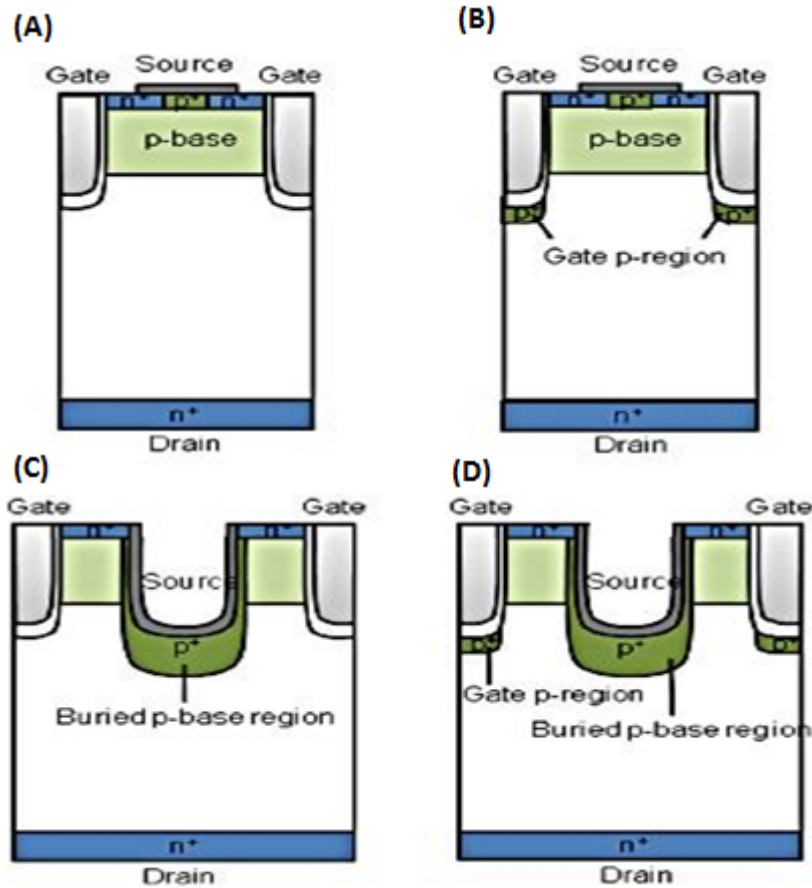 (A)
Source
Gate
Gate
n⁺ p⁺ n⁺
p-base
n⁺
Drain
(B)
Source
Gate
Gate
n⁺ p⁺ n⁺
p-base
p⁺ p⁺
Gate p-region
n⁺
Drain
(C)
Gate
Gate
n⁺ n⁺
Source
p⁺
Buried p-base region
n⁺
Drain
(D)
Gate
Gate
n⁺ n⁺
Source
p⁺ p⁺ p⁺
Gate p-region
Buried p-base region
n⁺
Drain